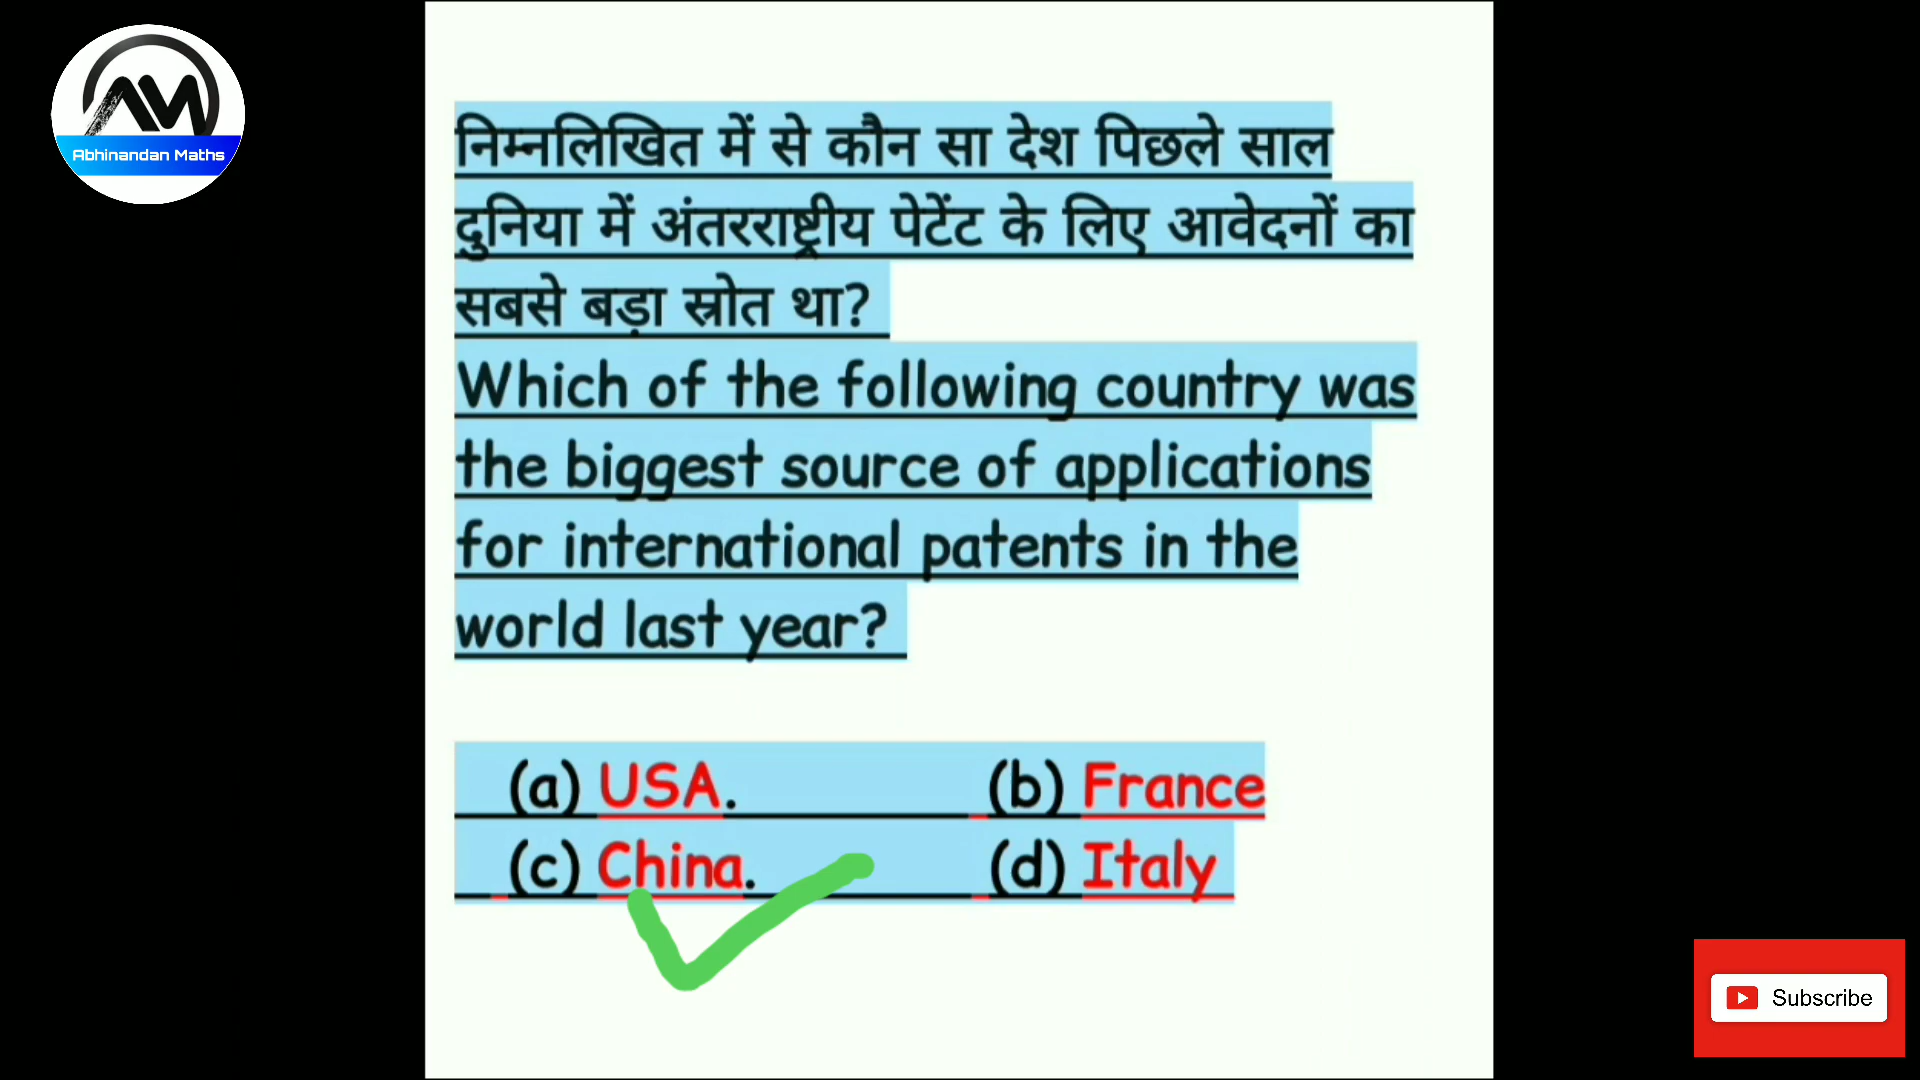 Abhinandan Maths
निम्नलिखित में से कौन सा देश पिछले साल
दुनिया में अंतरराष्ट्रीय पेटेंट के लिए आवेदनों का
सबसे बड़ा स्रोत था?
Which of the following country was
the biggest source of applications
for international patents in the
world last year?
(a) USA. (b) France
(c) China. (d) Italy
Subscribe